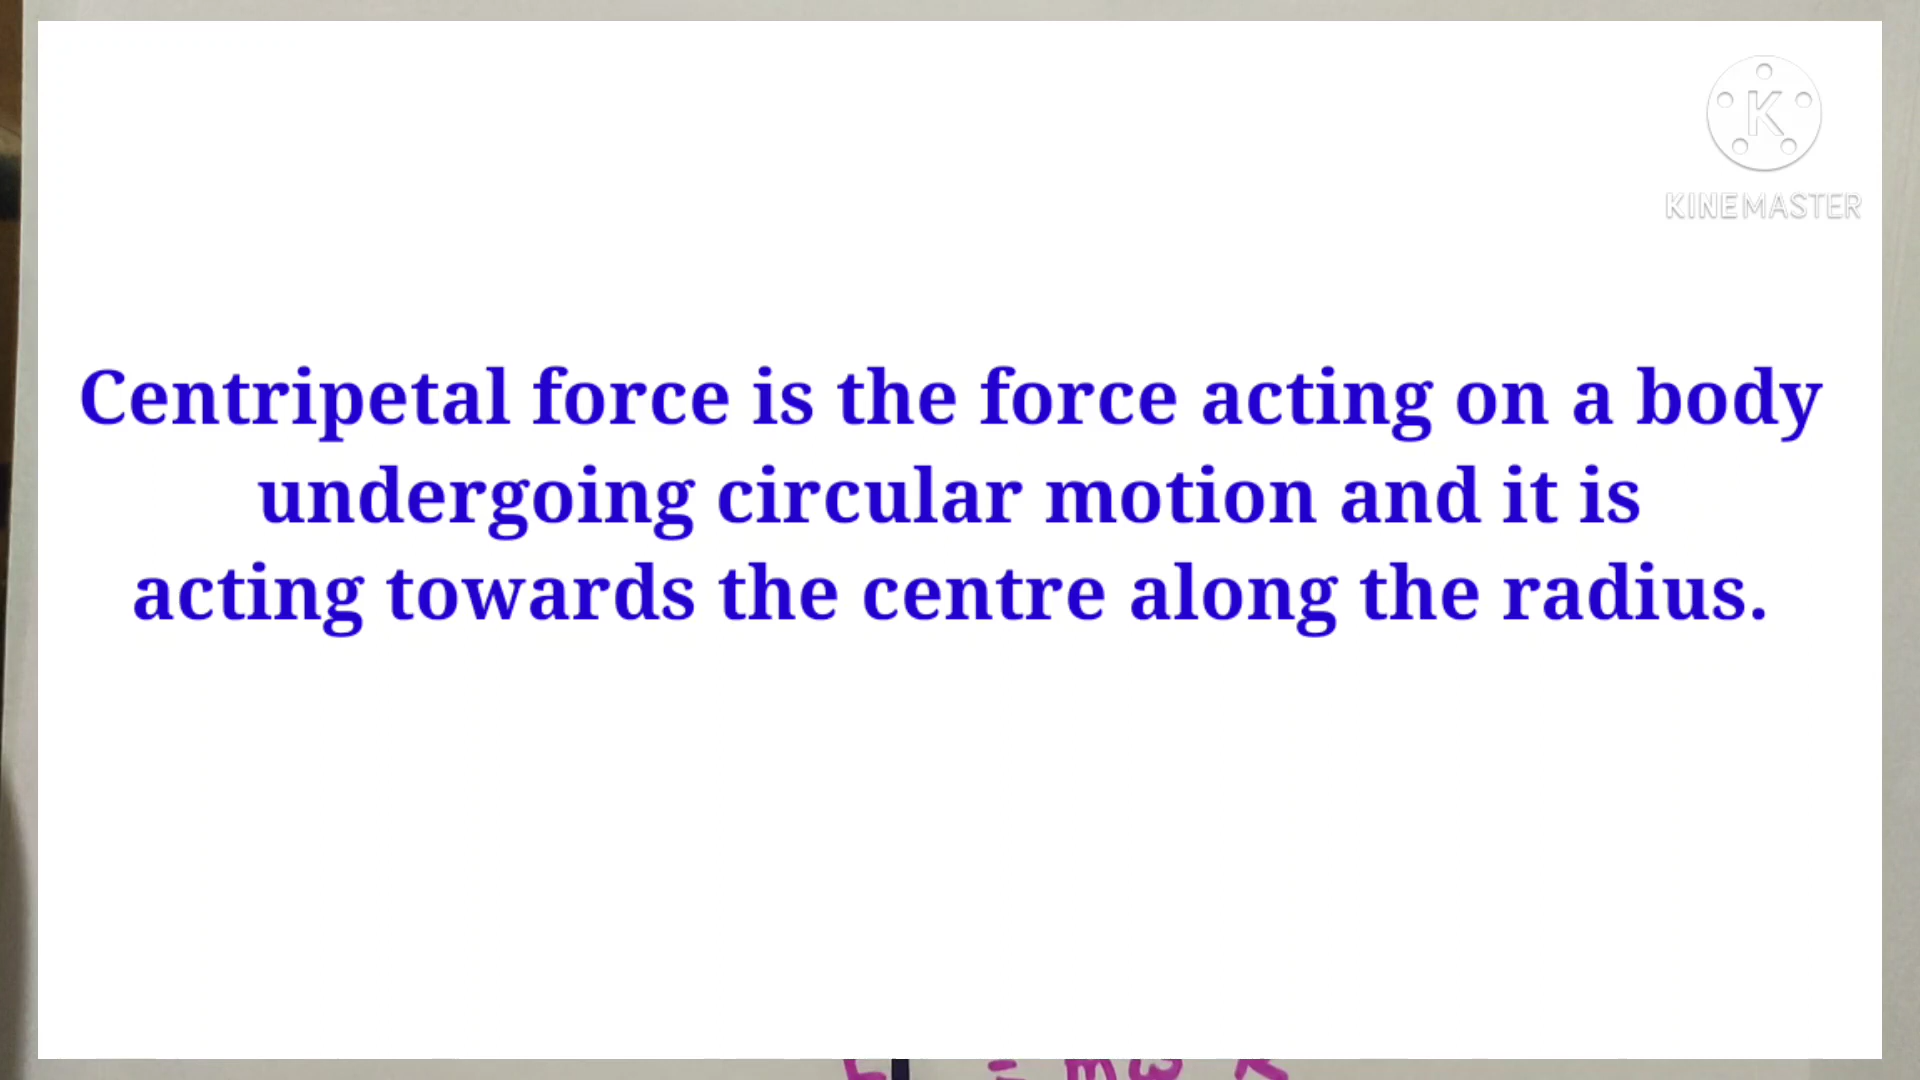 K
KINEMASTER
Centripetal force is the force acting on a body
undergoing circular motion and it is
acting towards the centre along the radius.
= mω